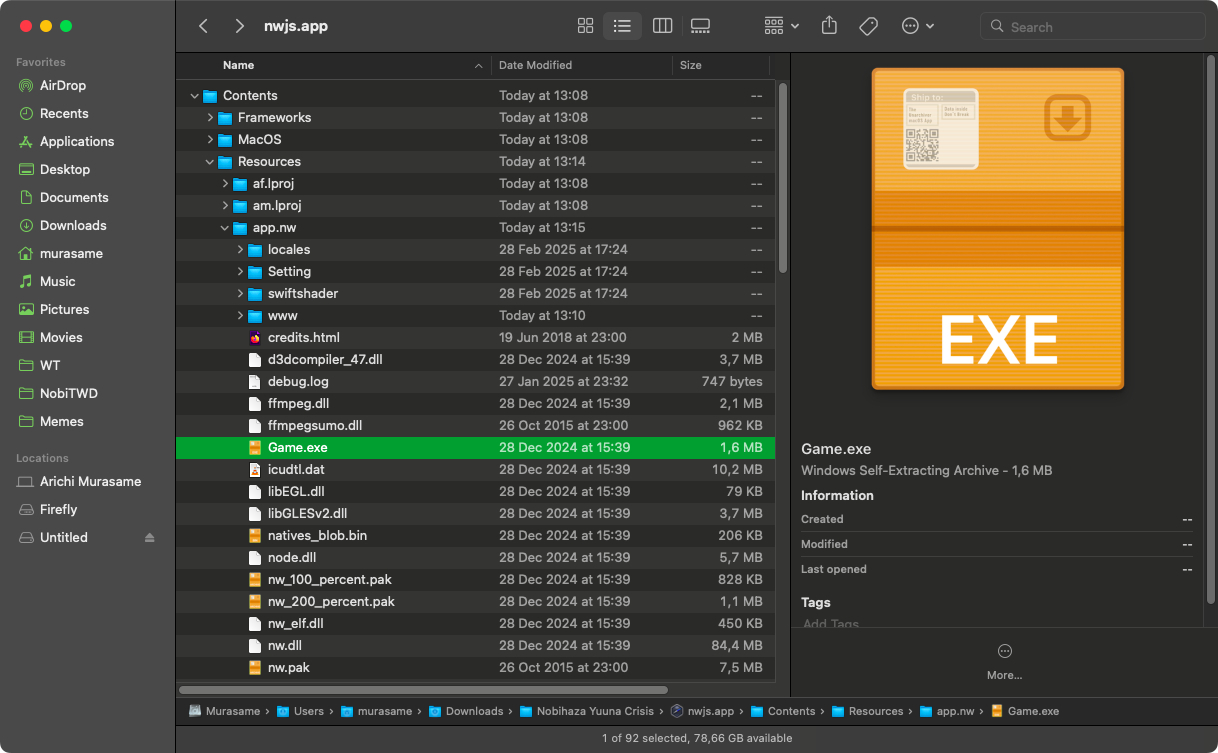 nwjs.app
Search
Favorites
AirDrop
Recents
Applications
Desktop
Documents
Downloads
murasame
Music
Pictures
Movies
WT
NobiTWD
Memes
Locations
Arichi Murasame
Firefly
Untitled
Name Date Modified Size
Contents Today at 13:08 --
Frameworks Today at 13:08 --
MacOS Today at 13:08 --
Resources Today at 13:14 --
af.lproj Today at 13:08 --
am.lproj Today at 13:08 --
app.nw Today at 13:15 --
locales 28 Feb 2025 at 17:24 --
Setting 28 Feb 2025 at 17:24 --
swiftshader 28 Feb 2025 at 17:24 --
www Today at 13:10 --
credits.html 19 Jun 2018 at 23:00 2 MB
d3dcompiler_47.dll 28 Dec 2024 at 15:39 3,7 MB
debug.log 27 Jan 2025 at 23:32 747 bytes
ffmpeg.dll 28 Dec 2024 at 15:39 2,1 MB
ffmpegsumo.dll 26 Oct 2015 at 23:00 962 KB
Game.exe 28 Dec 2024 at 15:39 1,6 MB
icudtl.dat 28 Dec 2024 at 15:39 10,2 MB
libEGL.dll 28 Dec 2024 at 15:39 79 KB
libGLESv2.dll 28 Dec 2024 at 15:39 3,7 MB
natives_blob.bin 28 Dec 2024 at 15:39 206 KB
node.dll 28 Dec 2024 at 15:39 5,7 MB
nw_100_percent.pak 28 Dec 2024 at 15:39 828 KB
nw_200_percent.pak 28 Dec 2024 at 15:39 1,1 MB
nw_elf.dll 28 Dec 2024 at 15:39 450 KB
nw.dll 28 Dec 2024 at 15:39 84,4 MB
nw.pak 26 Oct 2015 at 23:00 7,5 MB
Ship to:
The
Unarchiver
macOS App
Date code
Don't Break
EXE
Game.exe
Windows Self-Extracting Archive - 1,6 MB
Information
Created --
Modified --
Last opened --
Tags
Add Tags
More...
Murasame › Users › murasame › Downloads › Nobihaza Yuuna Crisis › nwjs.app › Contents › Resources › app.nw › Game.exe
1 of 92 selected, 78,66 GB available